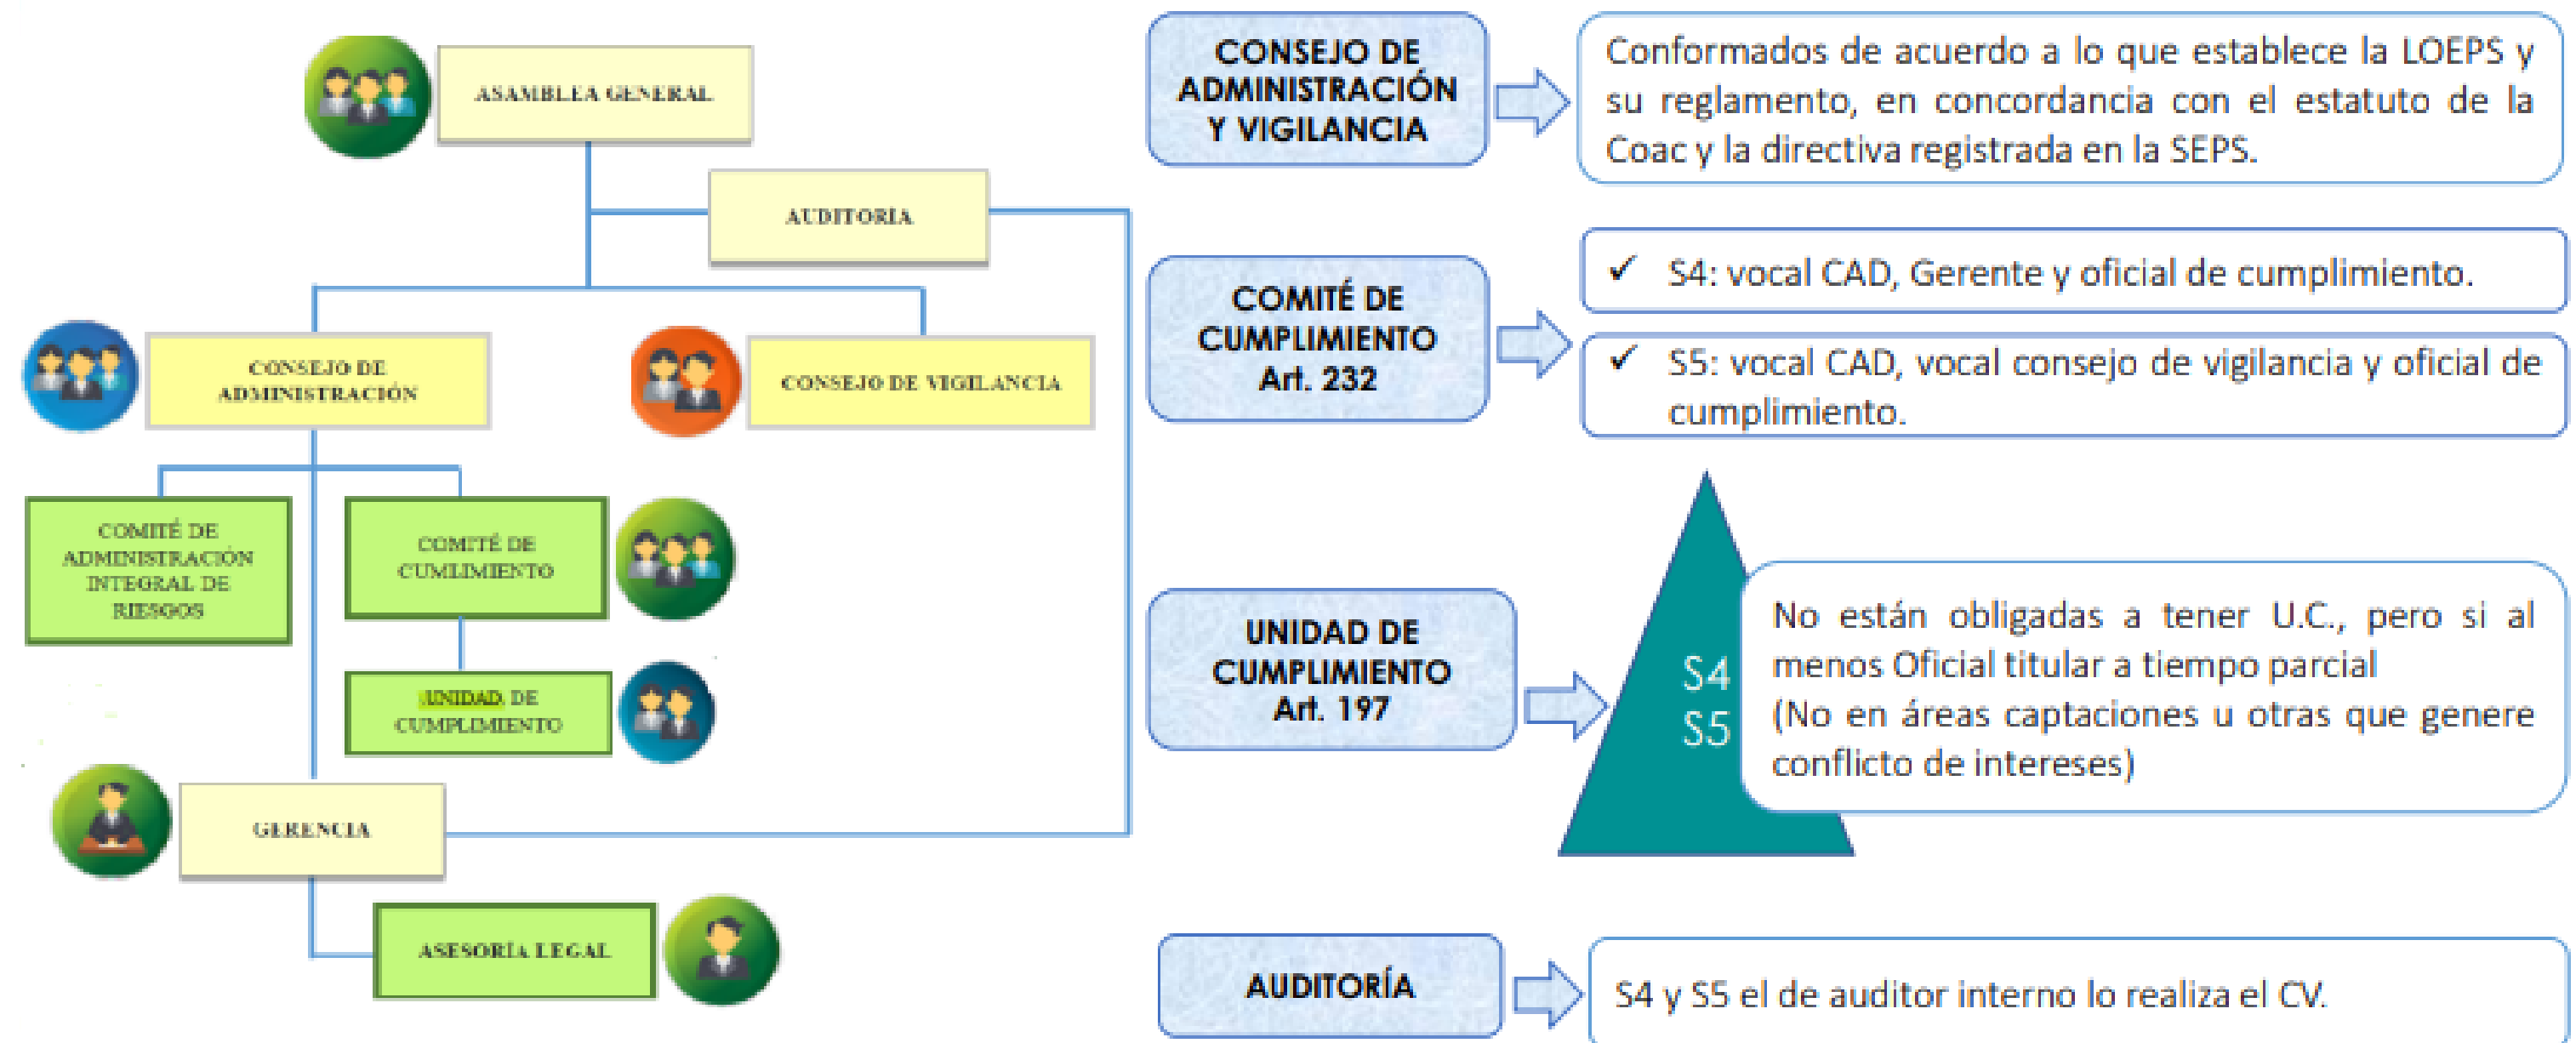 ASAMBLEA GENERAL
AUDITORÍA
CONSEJO DE
ADMINISTRACIÓN
CONSEJO DE VIGILANCIA
COMITÉ DE
ADMINISTRACIÓN
INTEGRAL DE
RIESGOS
COMITÉ DE
CUMLIMIENTO
UNIDAD DE
CUMPLIMIENTO
GERENCIA
ASESORÍA LEGAL
CONSEJO DE
ADMINISTRACIÓN
Y VIGILANCIA
Conformados de acuerdo a lo que establece la LOEPS y
su reglamento, en concordancia con el estatuto de la
Coac y la directiva registrada en la SEPS.
COMITÉ DE
CUMPLIMIENTO
Art. 232
✓ S4: vocal CAD, Gerente y oficial de cumplimiento.
✓ S5: vocal CAD, vocal consejo de vigilancia y oficial de
cumplimiento.
UNIDAD DE
CUMPLIMIENTO
Art. 197
S4
S5
No están obligadas a tener U.C., pero si al
menos Oficial titular a tiempo parcial
(No en áreas captaciones u otras que genere
conflicto de intereses)
AUDITORÍA
S4 y S5 el de auditor interno lo realiza el CV.